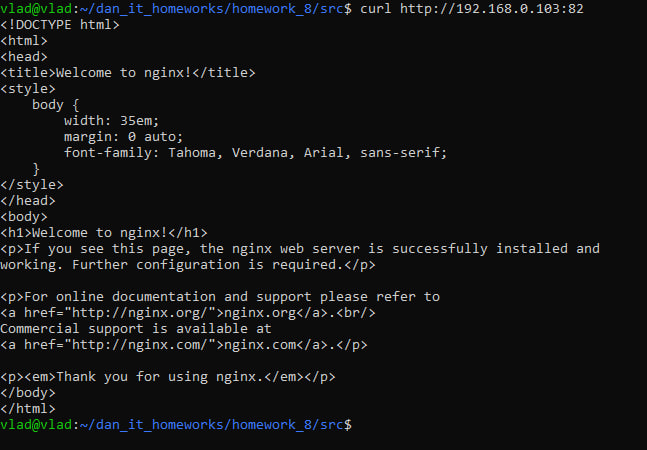 vlad@vlad:~/dan_it_homeworks/homework_8/src$ curl http://192.168.0.103:82
<!DOCTYPE html>
<html>
<head>
<title>Welcome to nginx!</title>
<style>
    body {
        width: 35em;
        margin: 0 auto;
        font-family: Tahoma, Verdana, Arial, sans-serif;
    }
</style>
</head>
<body>
<h1>Welcome to nginx!</h1>
<p>If you see this page, the nginx web server is successfully installed and
working. Further configuration is required.</p>

<p>For online documentation and support please refer to
<a href="http://nginx.org/">nginx.org</a>.<br/>
Commercial support is available at
<a href="http://nginx.com/">nginx.com</a>.</p>

<p><em>Thank you for using nginx.</em></p>
</body>
</html>
vlad@vlad:~/dan_it_homeworks/homework_8/src$